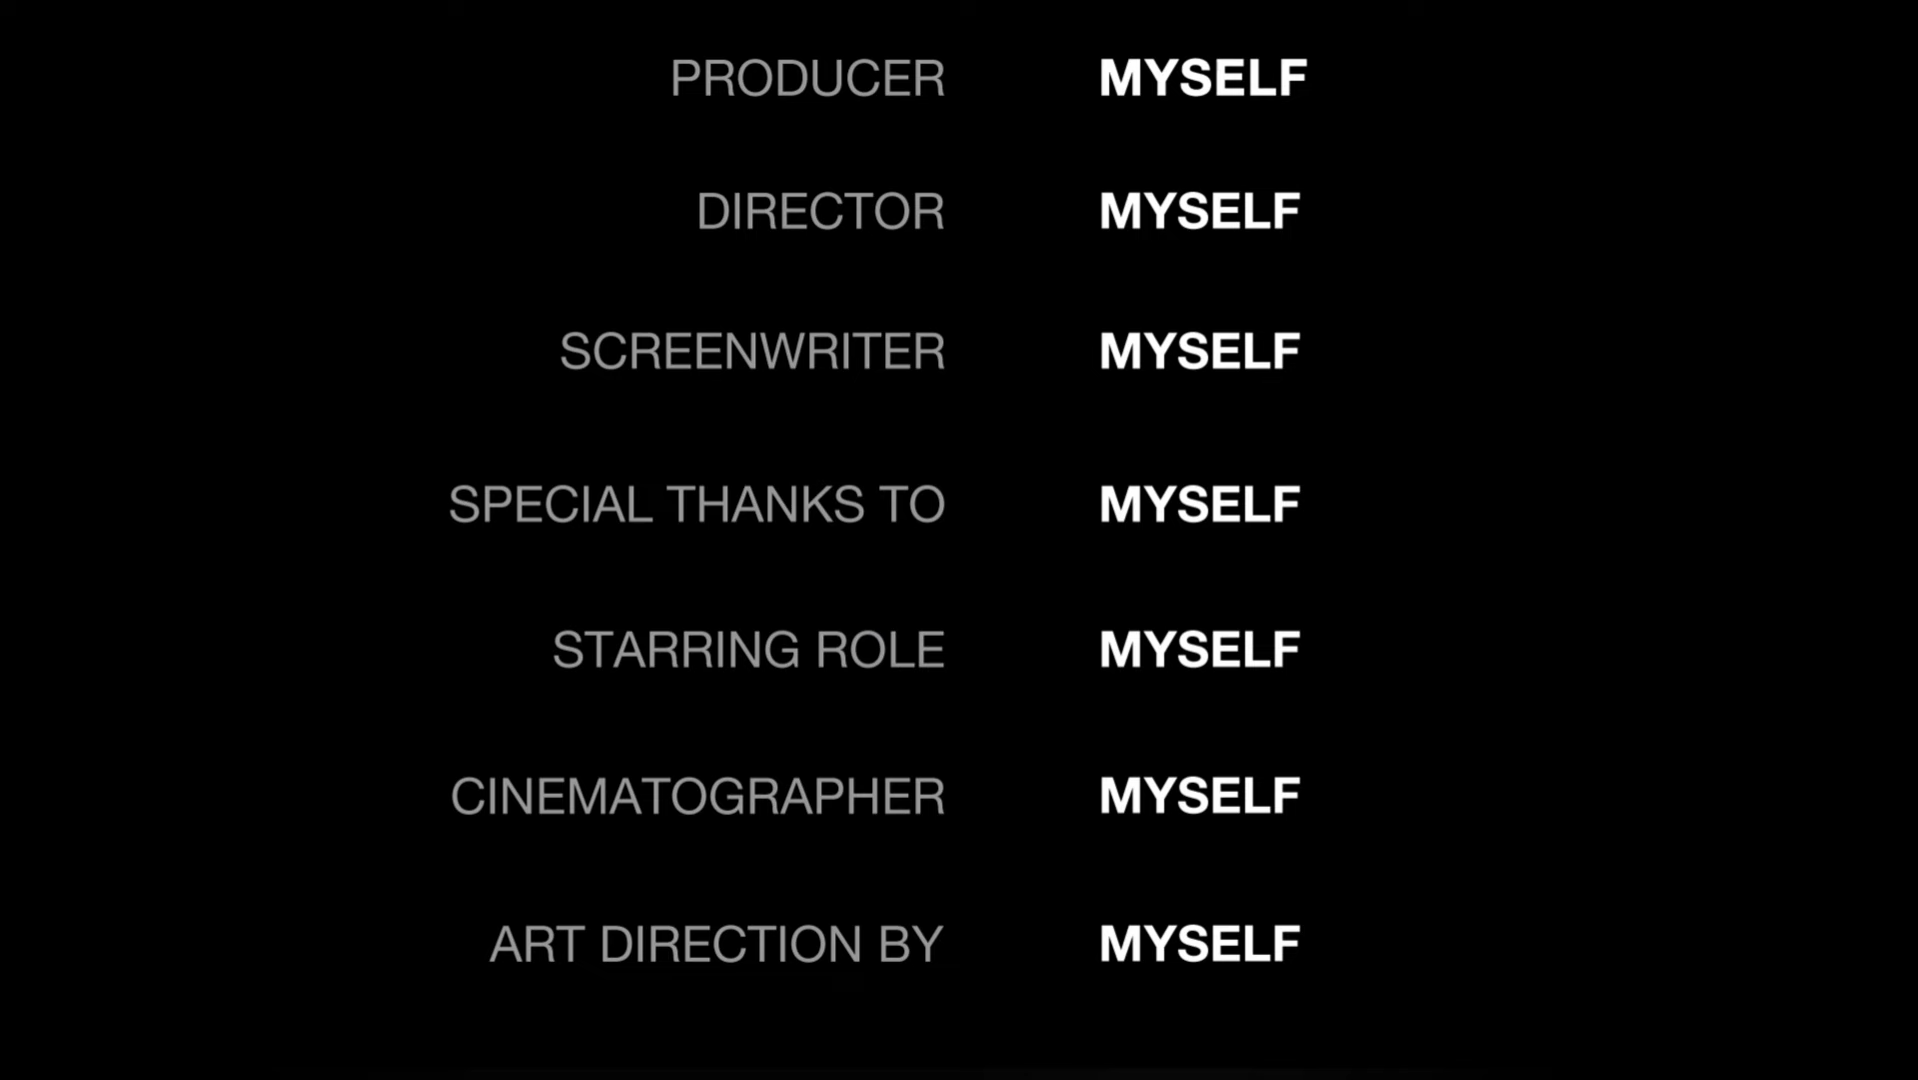 PRODUCER MYSELF
DIRECTOR MYSELF
SCREENWRITER MYSELF
SPECIAL THANKS TO MYSELF
STARRING ROLE MYSELF
CINEMATOGRAPHER MYSELF
ART DIRECTION BY MYSELF